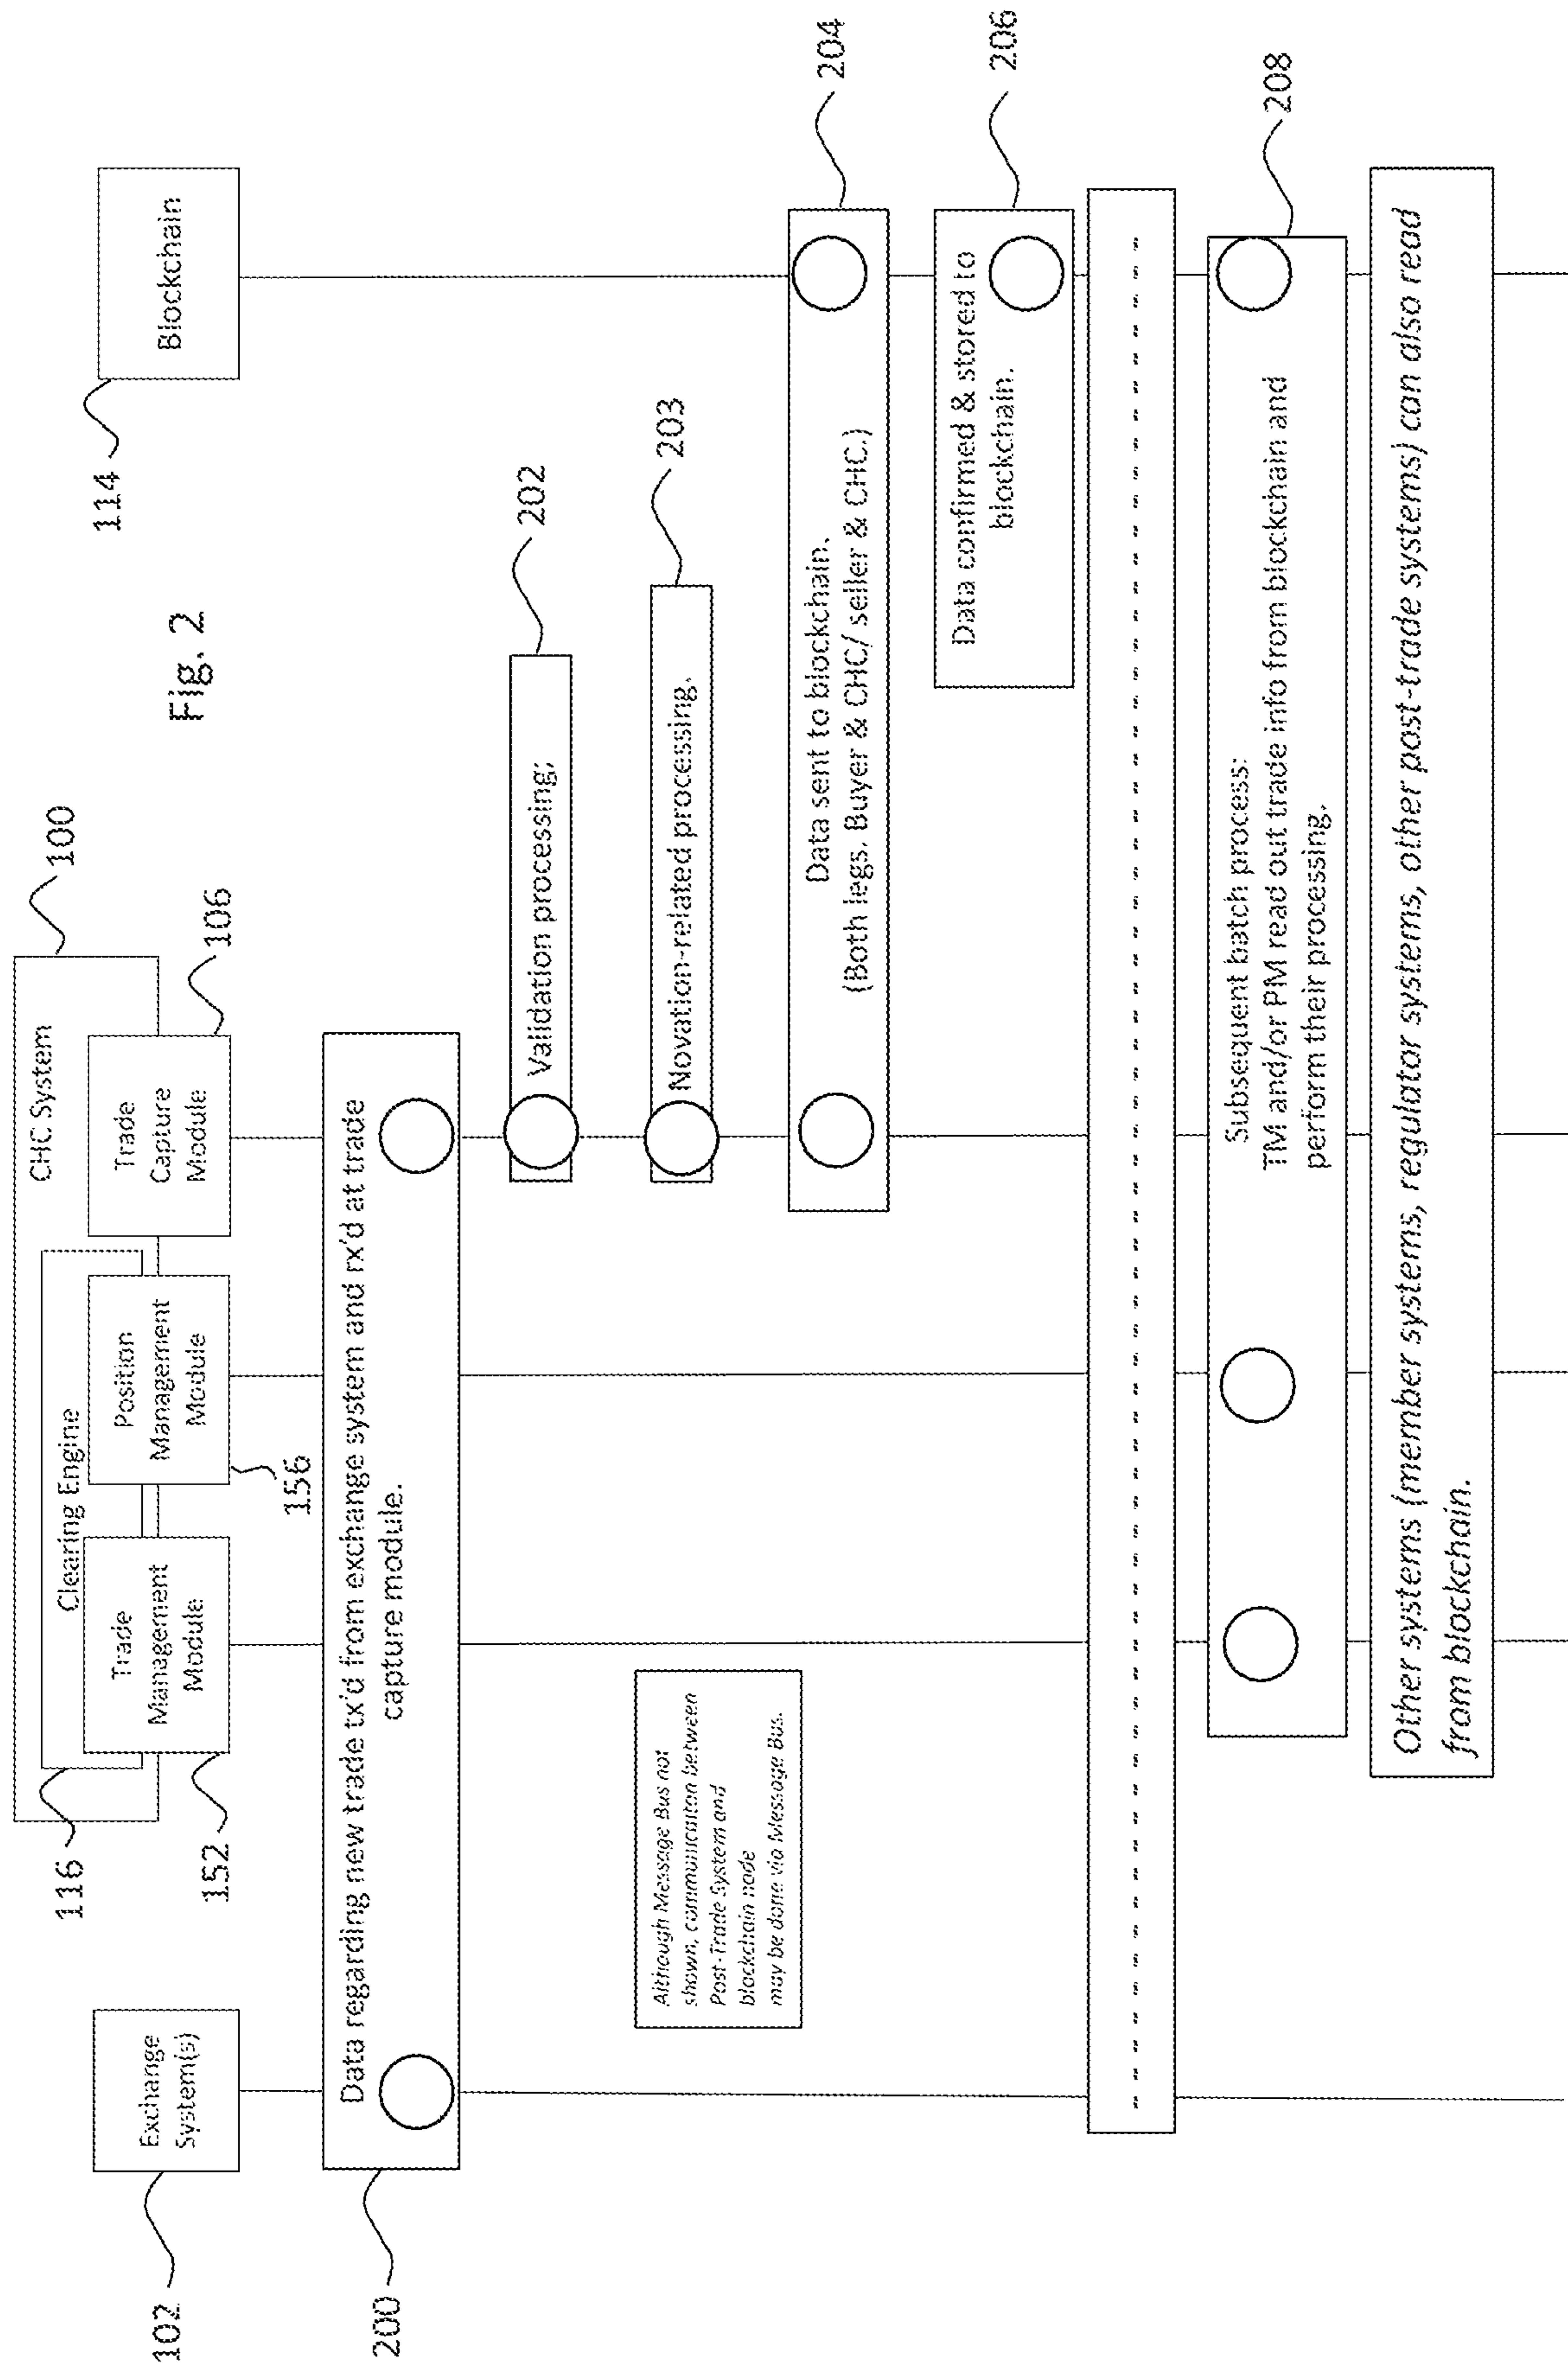 Fig. 2
100
CHC System
116
Clearing Engine
102
Exchange
System(s)
152
Trade
Management
Module
156
Position
Management
Module
106
Trade
Capture
Module
114
Blockchain
200
Data regarding new trade tx'd from exchange system and rx'd at trade
capture module.
202
Validation processing;
203
Novation-related processing.
Although Message Bus not
shown, communicaiton between
Post-Trade System and
blockchain node
may be done via Message Bus.
204
Data sent to blockchain.
(Both legs. Buyer & CHC/ seller & CHC.)
206
Data confirmed & stored to
blockchain.
208
Subsequent batch process:
TM and/or PM read out trade info from blockchain and
perform their processing.
Other systems (member systems, regulator systems, other post-trade systems) can also read
from blockchain.